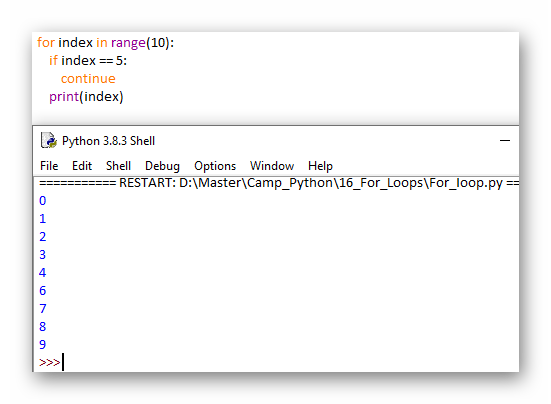 for index in range(10):
    if index == 5:
        continue
    print(index)
Python 3.8.3 Shell
File Edit Shell Debug Options Window Help
=========== RESTART: D:\Master\Camp_Python\16_For_Loops\For_loop.py ==
0
1
2
3
4
6
7
8
9
>>>